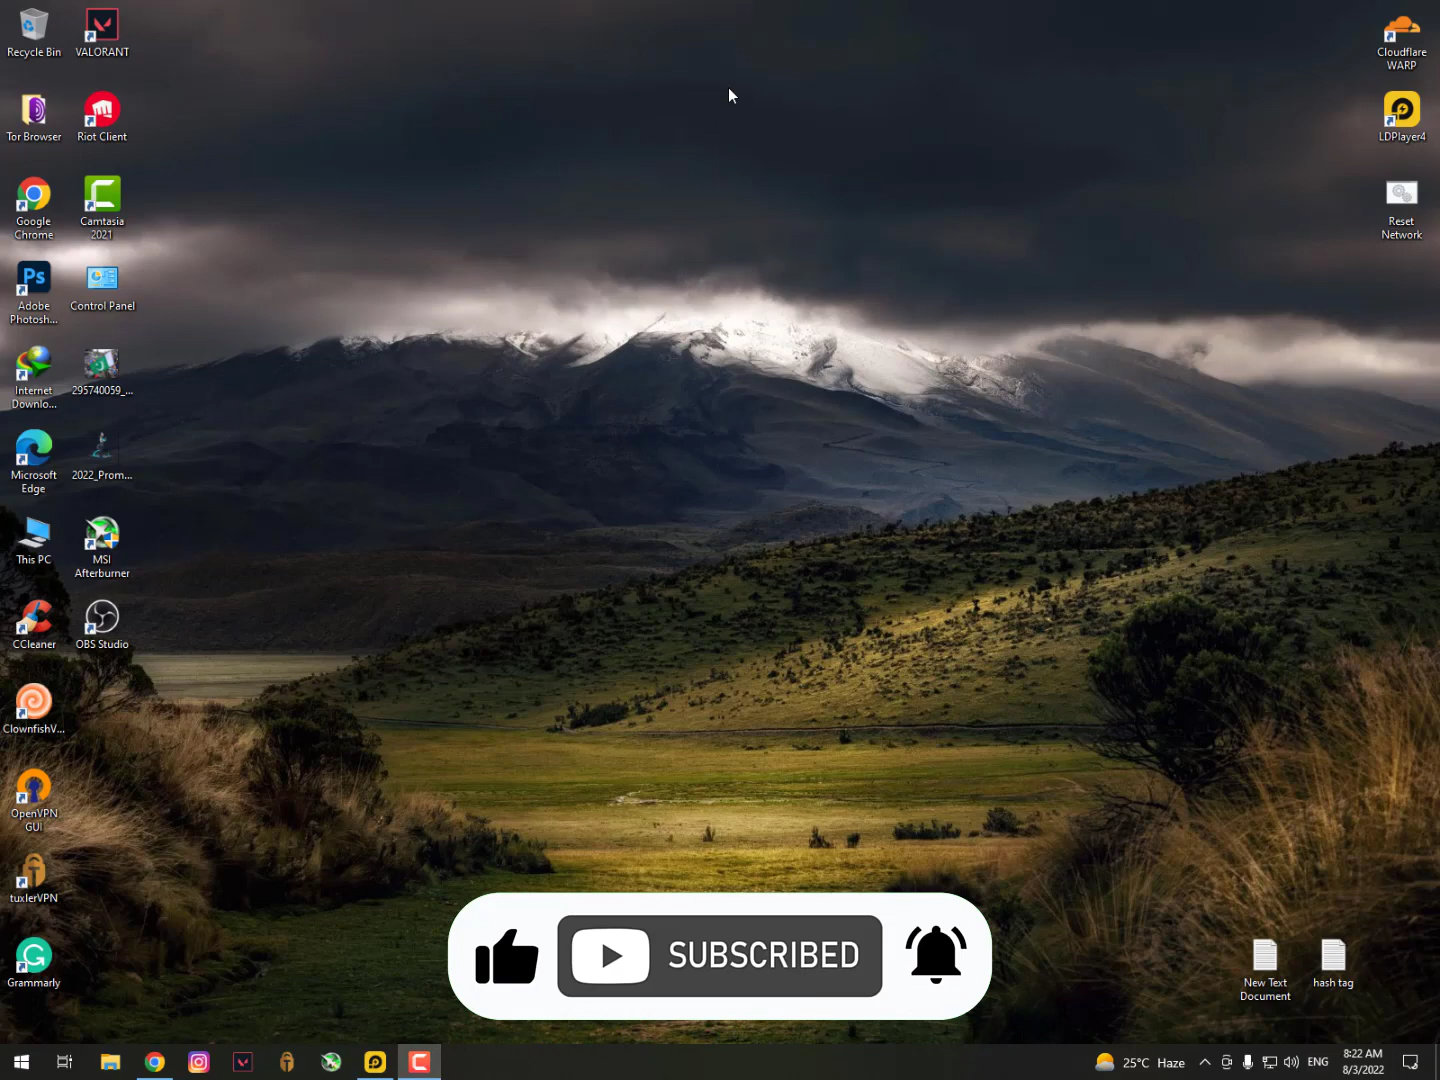 Recycle Bin
VALORANT
Tor Browser
Riot Client
Google
Chrome
Camtasia
2021
Ps
Adobe
Photosh...
Control Panel
Internet
Downlo...
295740059_...
Microsoft
Edge
2022_Prom...
This PC
MSI
Afterburner
CCleaner
OBS Studio
ClownfishV...
OpenVPN
GUI
tuxlerVPN
Grammarly
Cloudflare
WARP
LDPlayer4
Reset
Network
SUBSCRIBED
New Text
Document
hash tag
25°C Haze
ENG
8:22 AM
8/3/2022